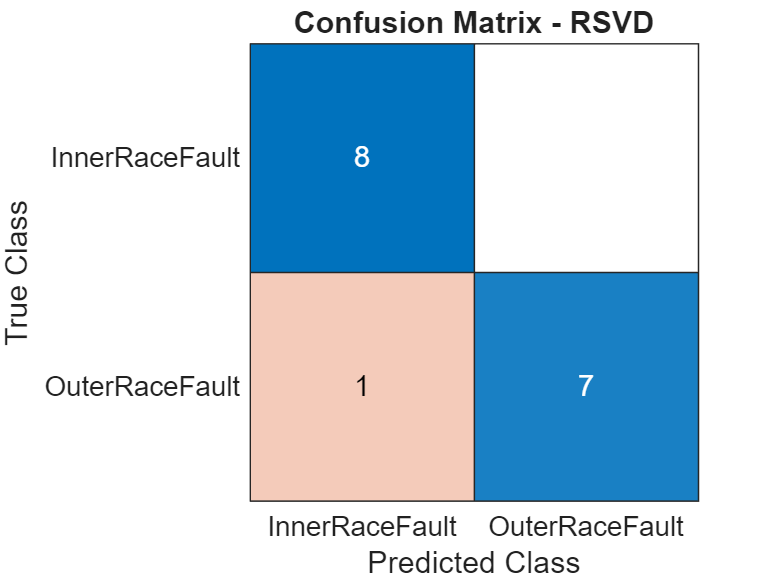 Confusion Matrix - RSVD
True Class
InnerRaceFault
8
OuterRaceFault
1
7
InnerRaceFault
OuterRaceFault
Predicted Class